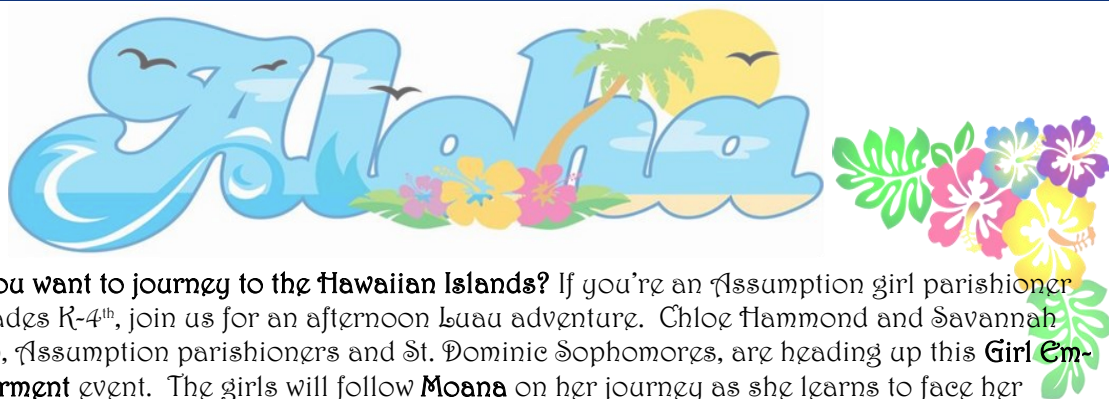 Aloha
ou want to journey to the Hawaiian Islands? If you're an Assumption girl parishioner
ades K-4th, join us for an afternoon Luau adventure. Chloe Hammond and Savannah
, Assumption parishioners and St. Dominic Sophomores, are heading up this Girl Em-
rment event. The girls will follow Moana on her journey as she learns to face her